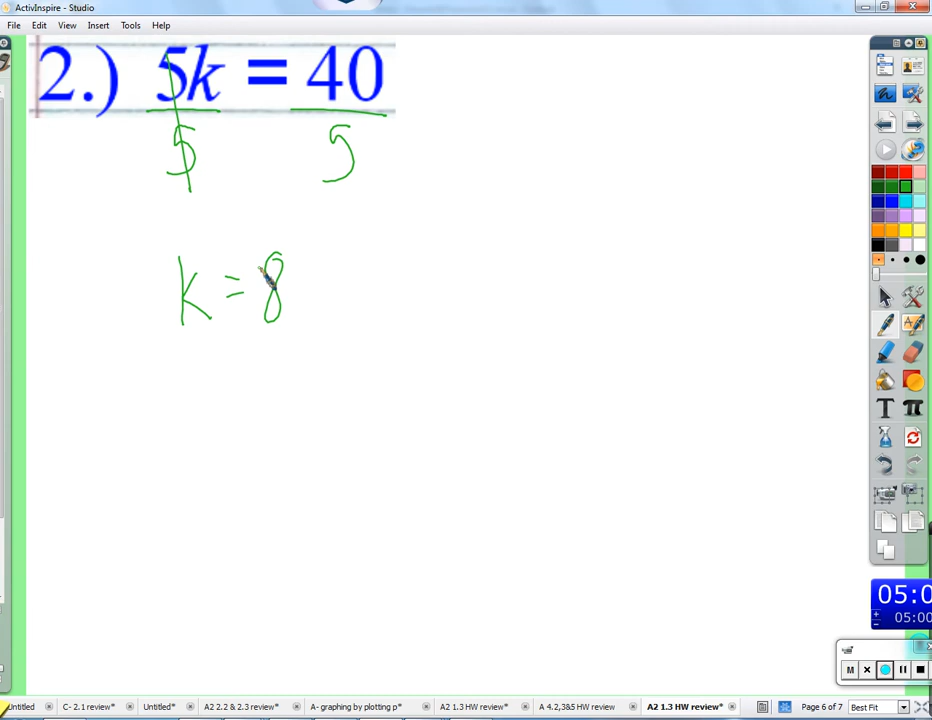 ActivInspire - Studio
File Edit View Insert Tools Help
2.) 5k = 40
5 5
k = 8
T π
05:0
05:00
M
Untitled C- 2.1 review* Untitled* A2 2.2 & 2.3 review* A- graphing by plotting p* A2 1.3 HW review* A 4.2,3&5 HW review A2 1.3 HW review* Page 6 of 7 Best Fit